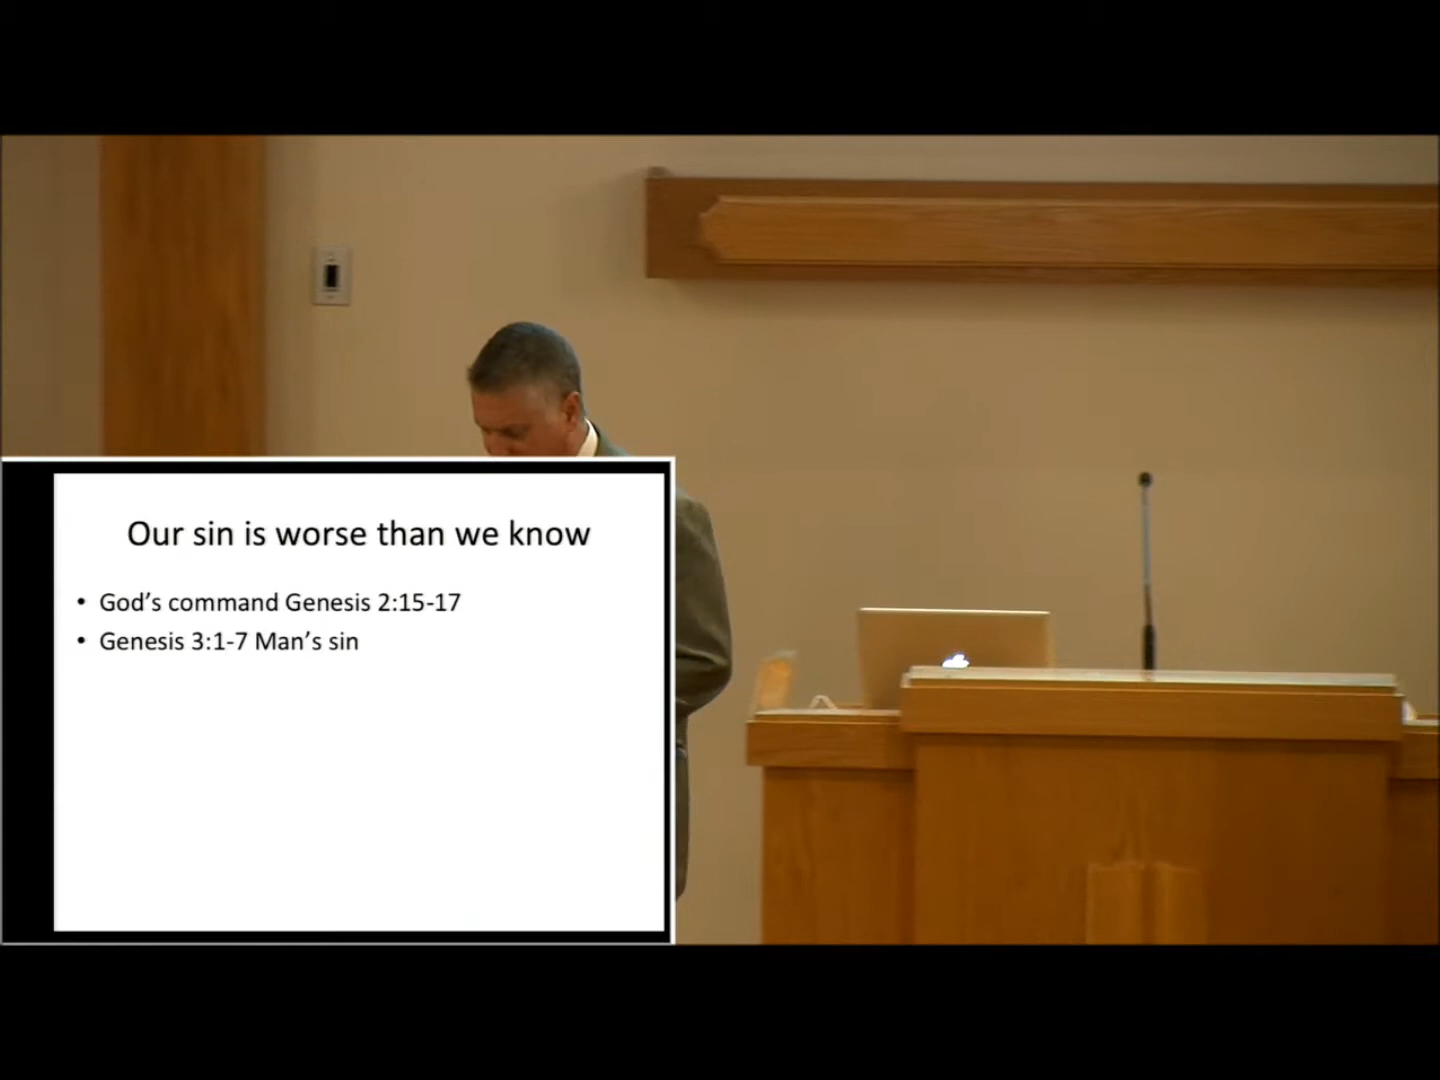 Our sin is worse than we know
• God's command Genesis 2:15-17
• Genesis 3:1-7 Man's sin